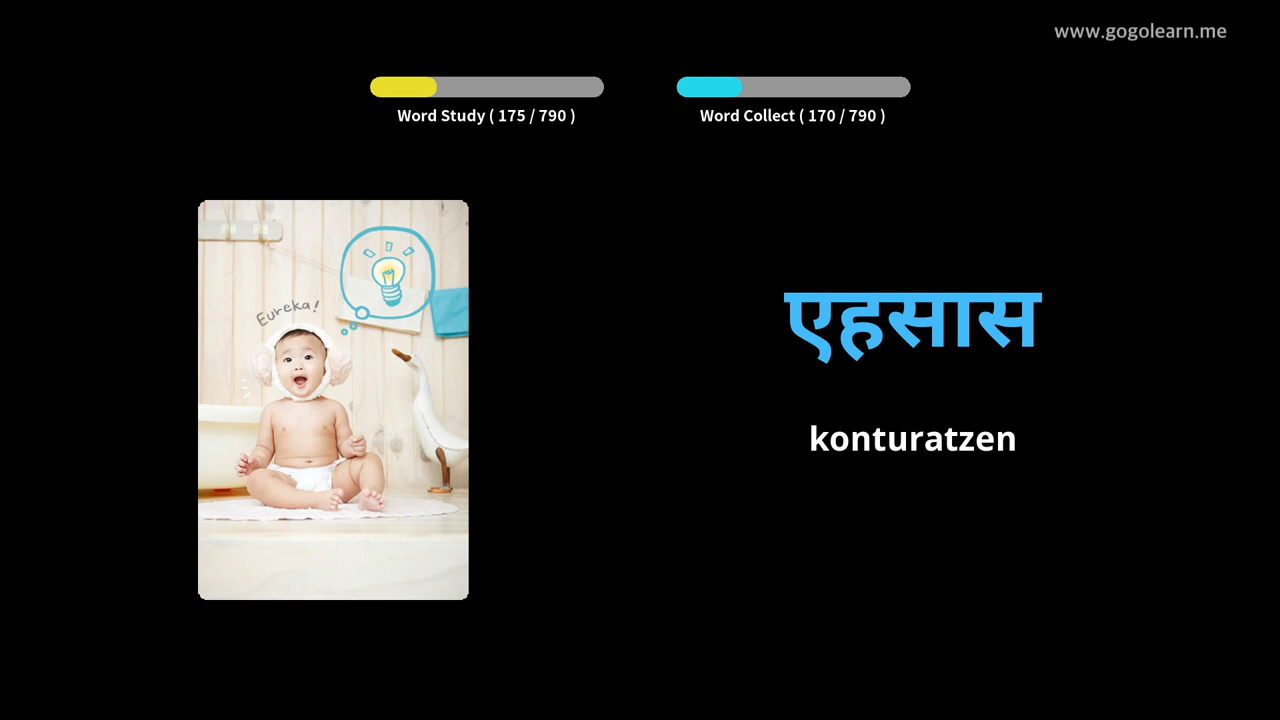 www.gogolearn.me
Word Study ( 175 / 790 )
Word Collect ( 170 / 790 )
Eureka!
एहसास
konturatzen